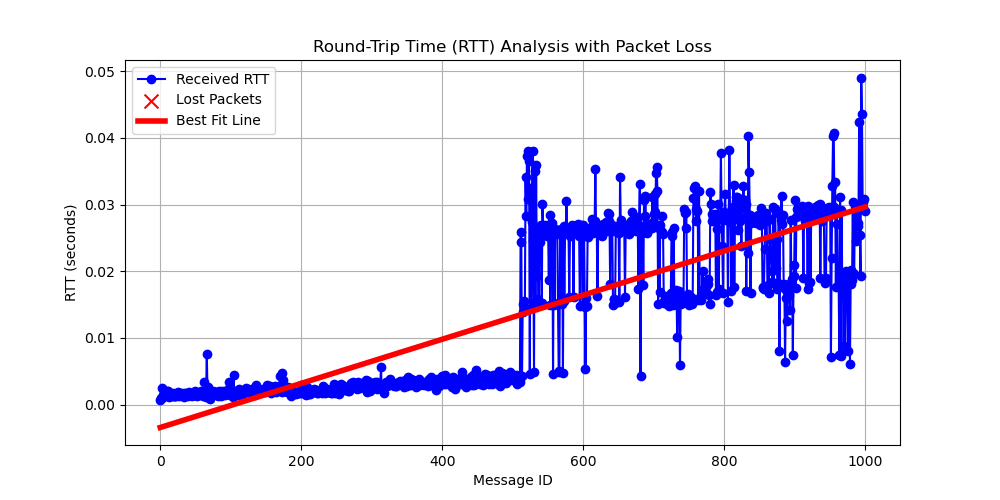 Round-Trip Time (RTT) Analysis with Packet Loss
Received RTT
Lost Packets
Best Fit Line
0.05
0.04
0.03
0.02
0.01
0.00
RTT (seconds)
0
200
400
600
800
1000
Message ID